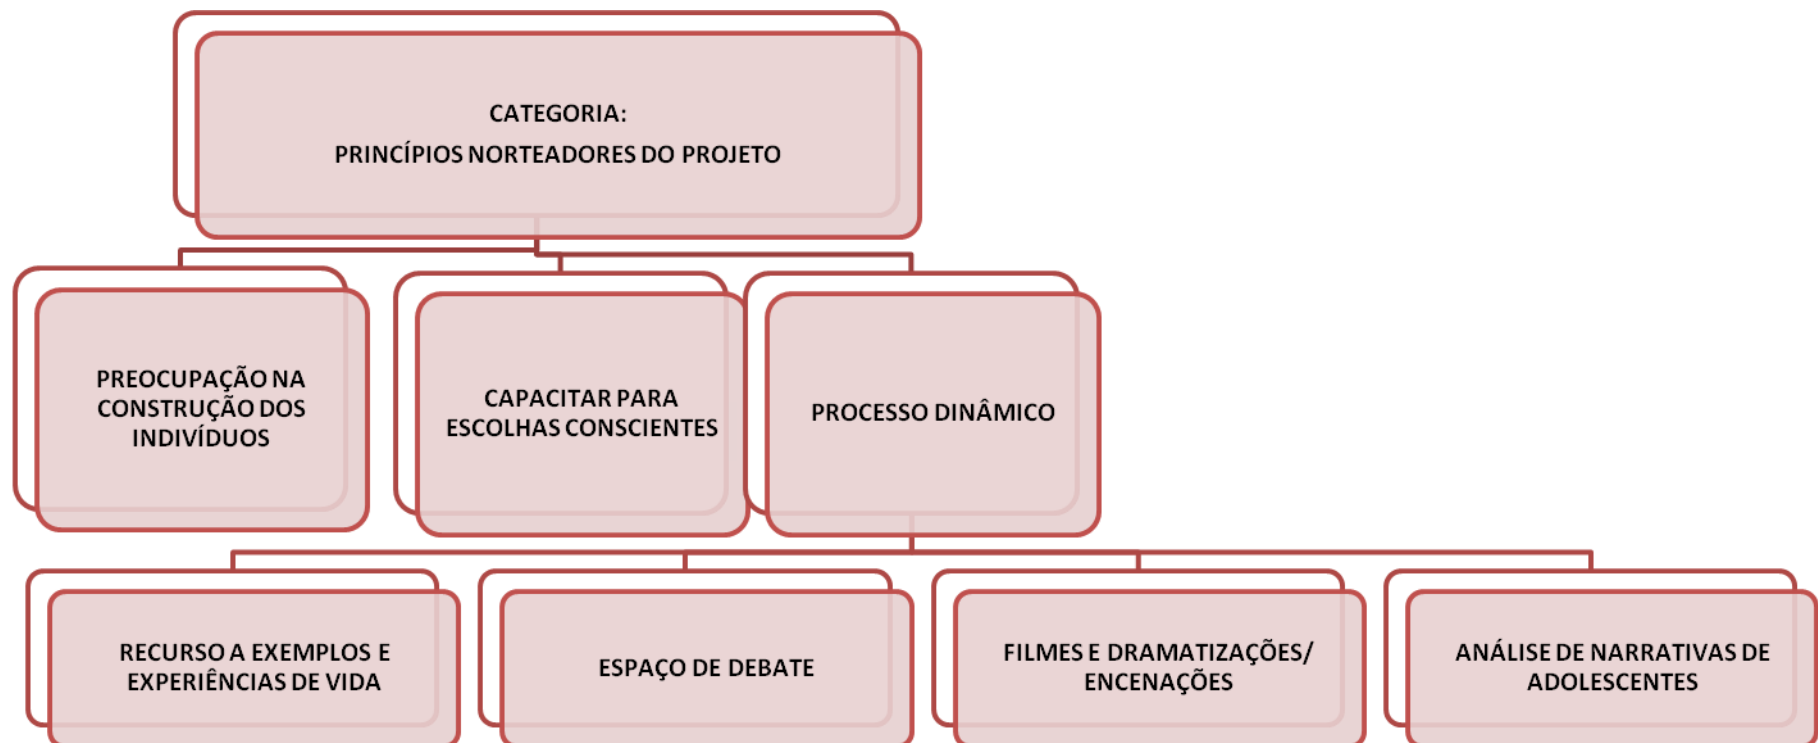 CATEGORIA:
PRINCÍPIOS NORTEADORES DO PROJETO
PREOCUPAÇÃO NA
CONSTRUÇÃO DOS
INDIVÍDUOS
CAPACITAR PARA
ESCOLHAS CONSCIENTES
PROCESSO DINÂMICO
RECURSO A EXEMPLOS E
EXPERIÊNCIAS DE VIDA
ESPAÇO DE DEBATE
FILMES E DRAMATIZAÇÕES/
ENCENAÇÕES
ANÁLISE DE NARRATIVAS DE
ADOLESCENTES